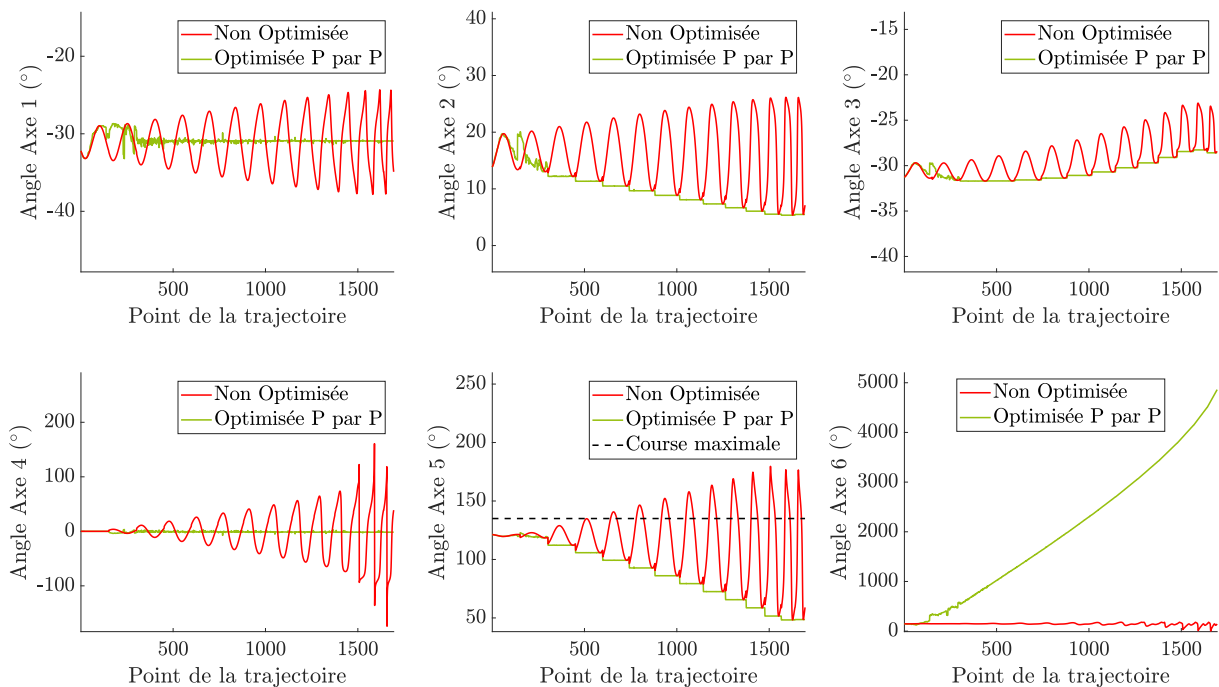 Angle Axe 1 (°)
-20
-30
-40
Non Optimisée
Optimisée P par P
500
1000
1500
Point de la trajectoire
Angle Axe 2 (°)
40
30
20
10
0
Non Optimisée
Optimisée P par P
500
1000
1500
Point de la trajectoire
Angle Axe 3 (°)
-15
-20
-25
-30
-35
-40
Non Optimisée
Optimisée P par P
500
1000
1500
Point de la trajectoire
Angle Axe 4 (°)
200
100
0
-100
Non Optimisée
Optimisée P par P
500
1000
1500
Point de la trajectoire
Angle Axe 5 (°)
250
200
150
100
50
Non Optimisée
Optimisée P par P
Course maximale
500
1000
1500
Point de la trajectoire
Angle Axe 6 (°)
5000
4000
3000
2000
1000
0
Non Optimisée
Optimisée P par P
500
1000
1500
Point de la trajectoire